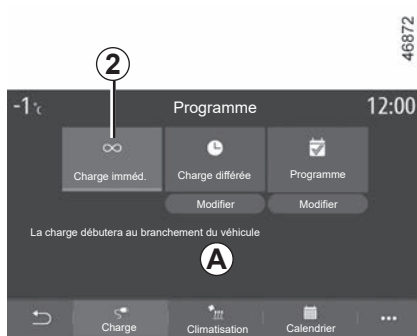 46872
2
-1 °c Programme 12:00
∞
Charge imméd. Charge différée Programme
Modifier Modifier
La charge débutera au branchement du véhicule
A
Charge Climatisation Calendrier ...